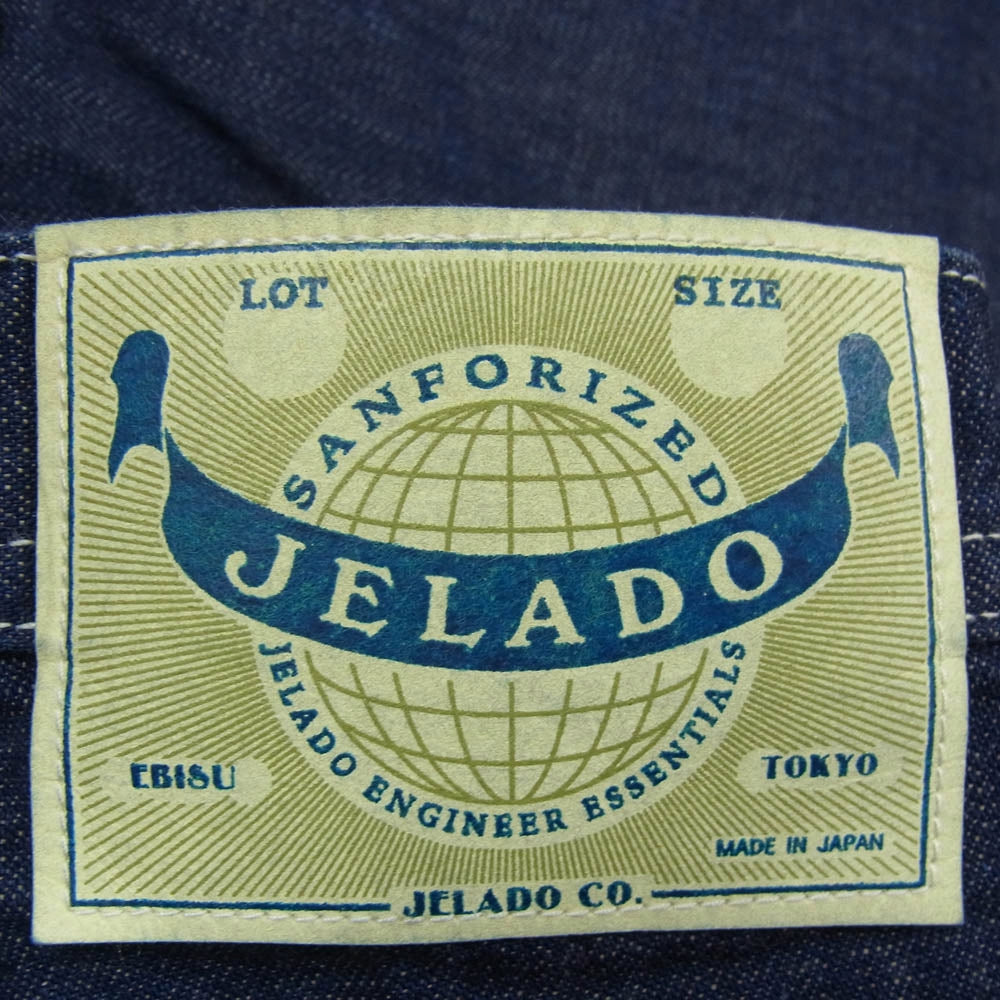 LOT
SIZE
SANFORIZED
JELADO
JELADO ENGINEER ESSENTIALS
EBISU
TOKYO
MADE IN JAPAN
JELADO CO.